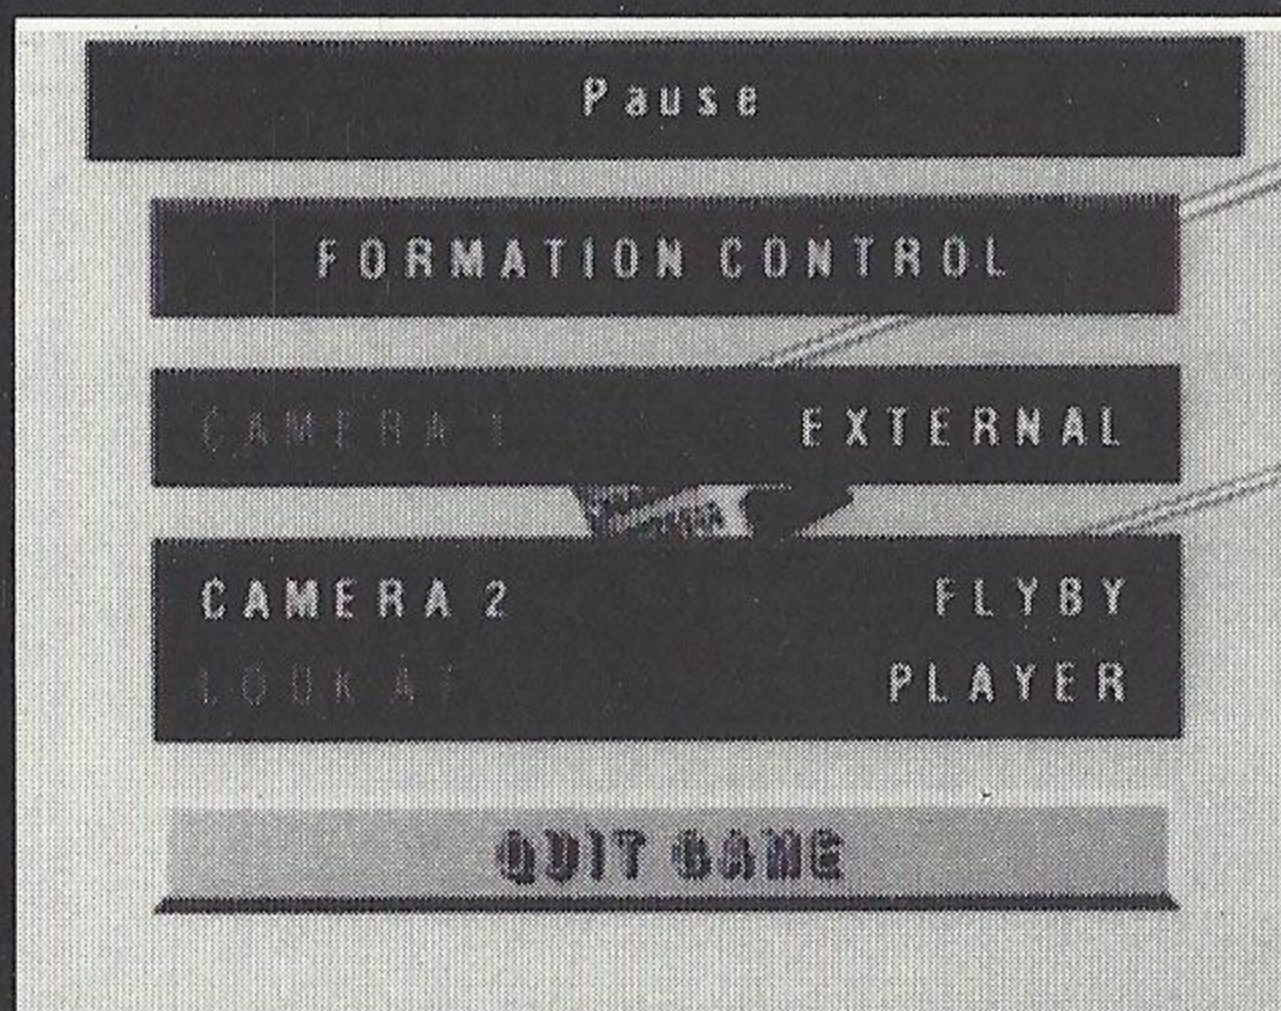 Pause
FORMATION CONTROL
CAMERA 1 EXTERNAL
CAMERA 2 FLYBY
LOOK AT PLAYER
QUIT GAME